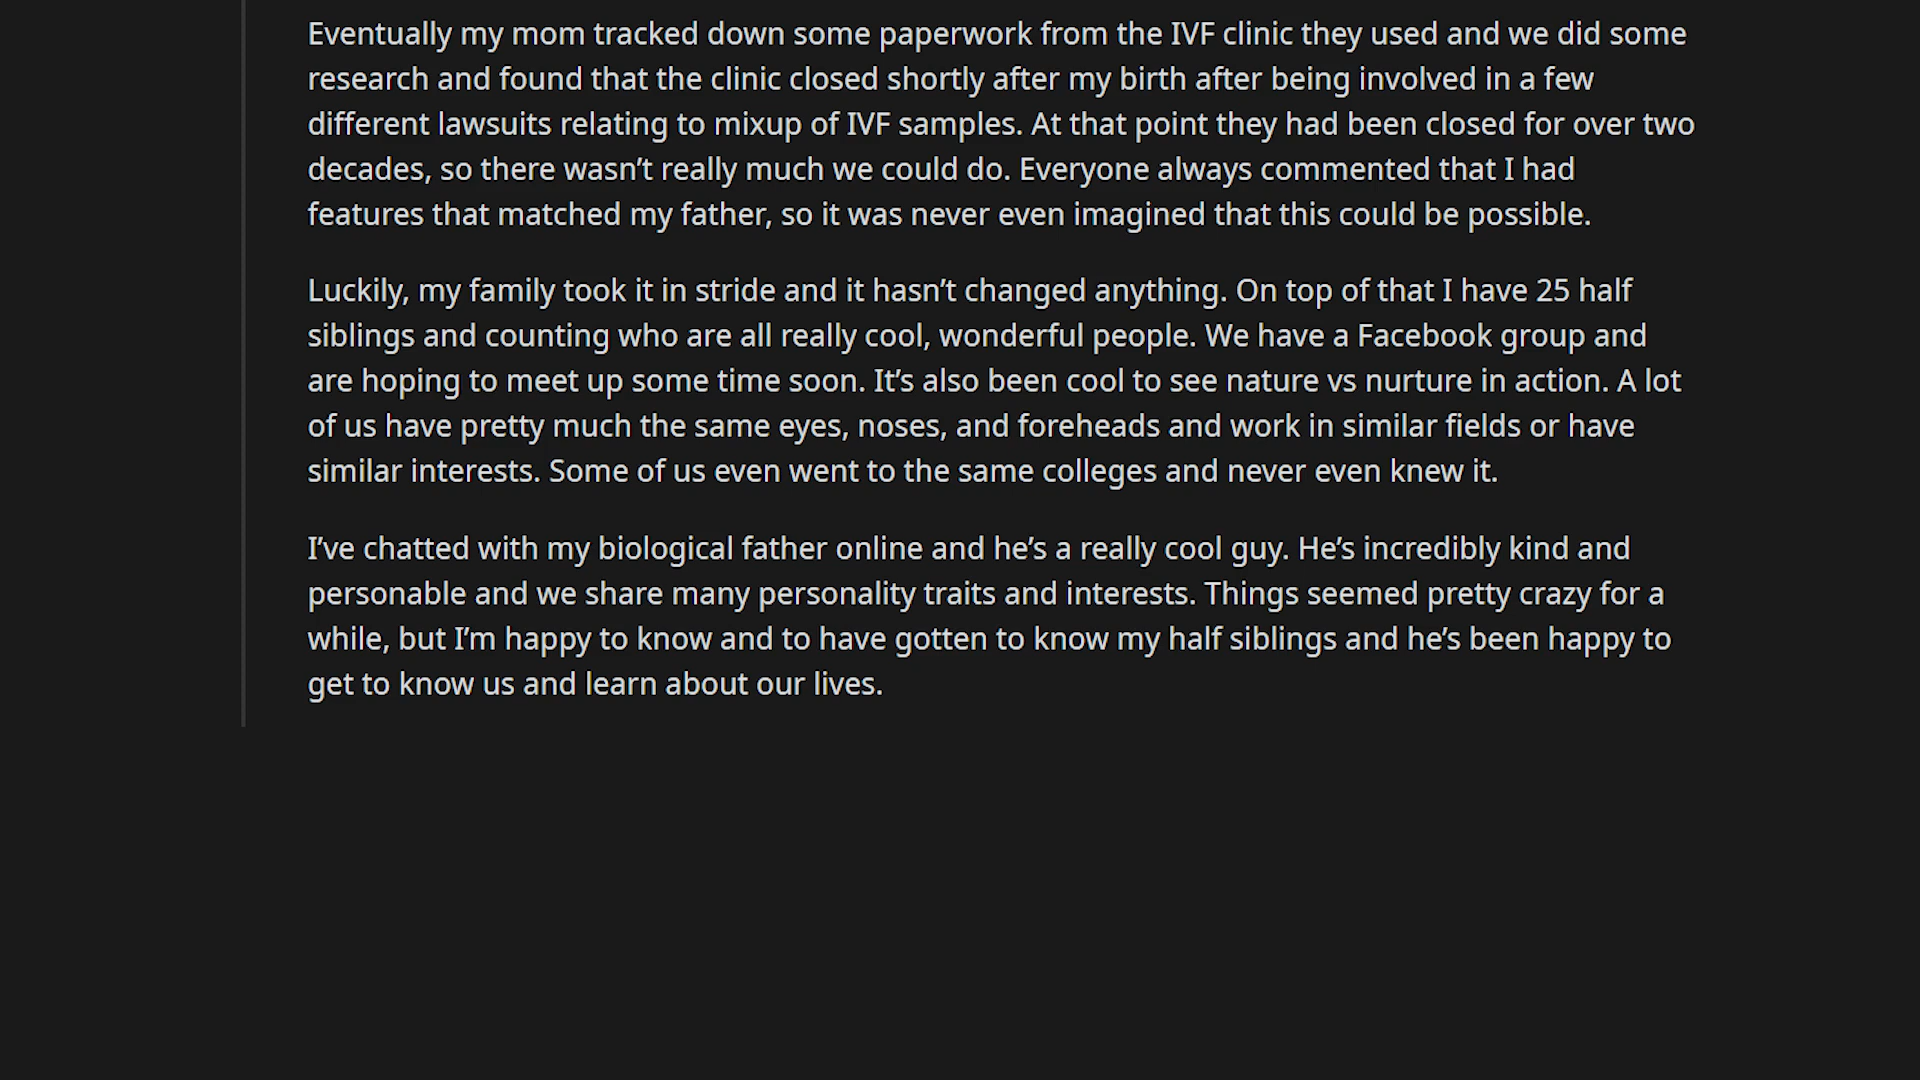 Eventually my mom tracked down some paperwork from the IVF clinic they used and we did some
research and found that the clinic closed shortly after my birth after being involved in a few
different lawsuits relating to mixup of IVF samples. At that point they had been closed for over two
decades, so there wasn’t really much we could do. Everyone always commented that I had
features that matched my father, so it was never even imagined that this could be possible.
Luckily, my family took it in stride and it hasn’t changed anything. On top of that I have 25 half
siblings and counting who are all really cool, wonderful people. We have a Facebook group and
are hoping to meet up some time soon. It’s also been cool to see nature vs nurture in action. A lot
of us have pretty much the same eyes, noses, and foreheads and work in similar fields or have
similar interests. Some of us even went to the same colleges and never even knew it.
I’ve chatted with my biological father online and he’s a really cool guy. He’s incredibly kind and
personable and we share many personality traits and interests. Things seemed pretty crazy for a
while, but I’m happy to know and to have gotten to know my half siblings and he’s been happy to
get to know us and learn about our lives.